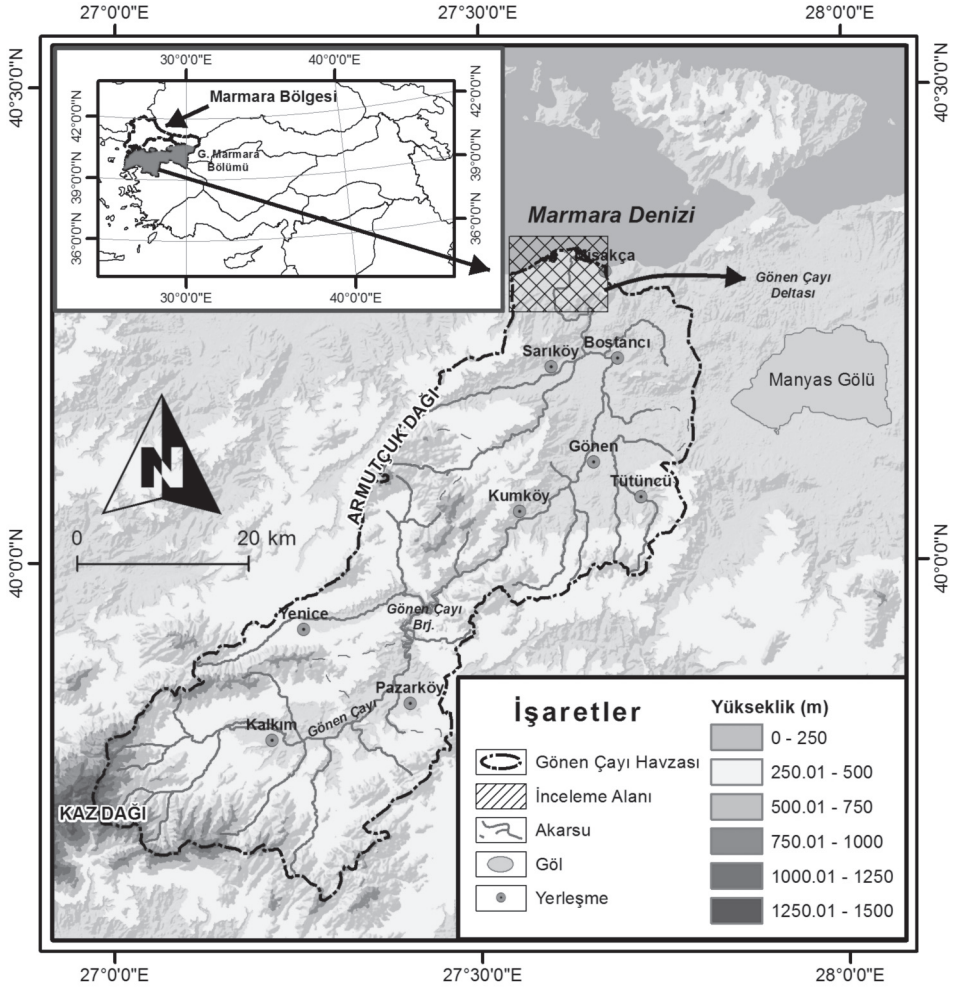 27°0'0"E
27°30'0"E
28°0'0"E
40°30'0"N
40°30'0"N
30°0'0"E
40°0'0"E
42°0'0"N
42°0'0"N
Marmara Bölgesi
G. Marmara
Bölümü
39°0'0"N
39°0'0"N
36°0'0"N
36°0'0"N
30°0'0"E
40°0'0"E
Marmara Denizi
Misakça
Gönen Çayı
Deltası
Sarıköy
Bostancı
Manyas Gölü
ARMUTÇUK DAĞI
N
Gönen
Tütüncü
Kumköy
0
20 km
40°0'0"N
40°0'0"N
Yenice
Gönen Çayı
Brj.
Pazarköy
Kalkım
Gönen Çayı
KAZ DAĞI
İşaretler
Gönen Çayı Havzası
İnceleme Alanı
Akarsu
Göl
Yerleşme
Yükseklik (m)
0 - 250
250.01 - 500
500.01 - 750
750.01 - 1000
1000.01 - 1250
1250.01 - 1500
27°0'0"E
27°30'0"E
28°0'0"E